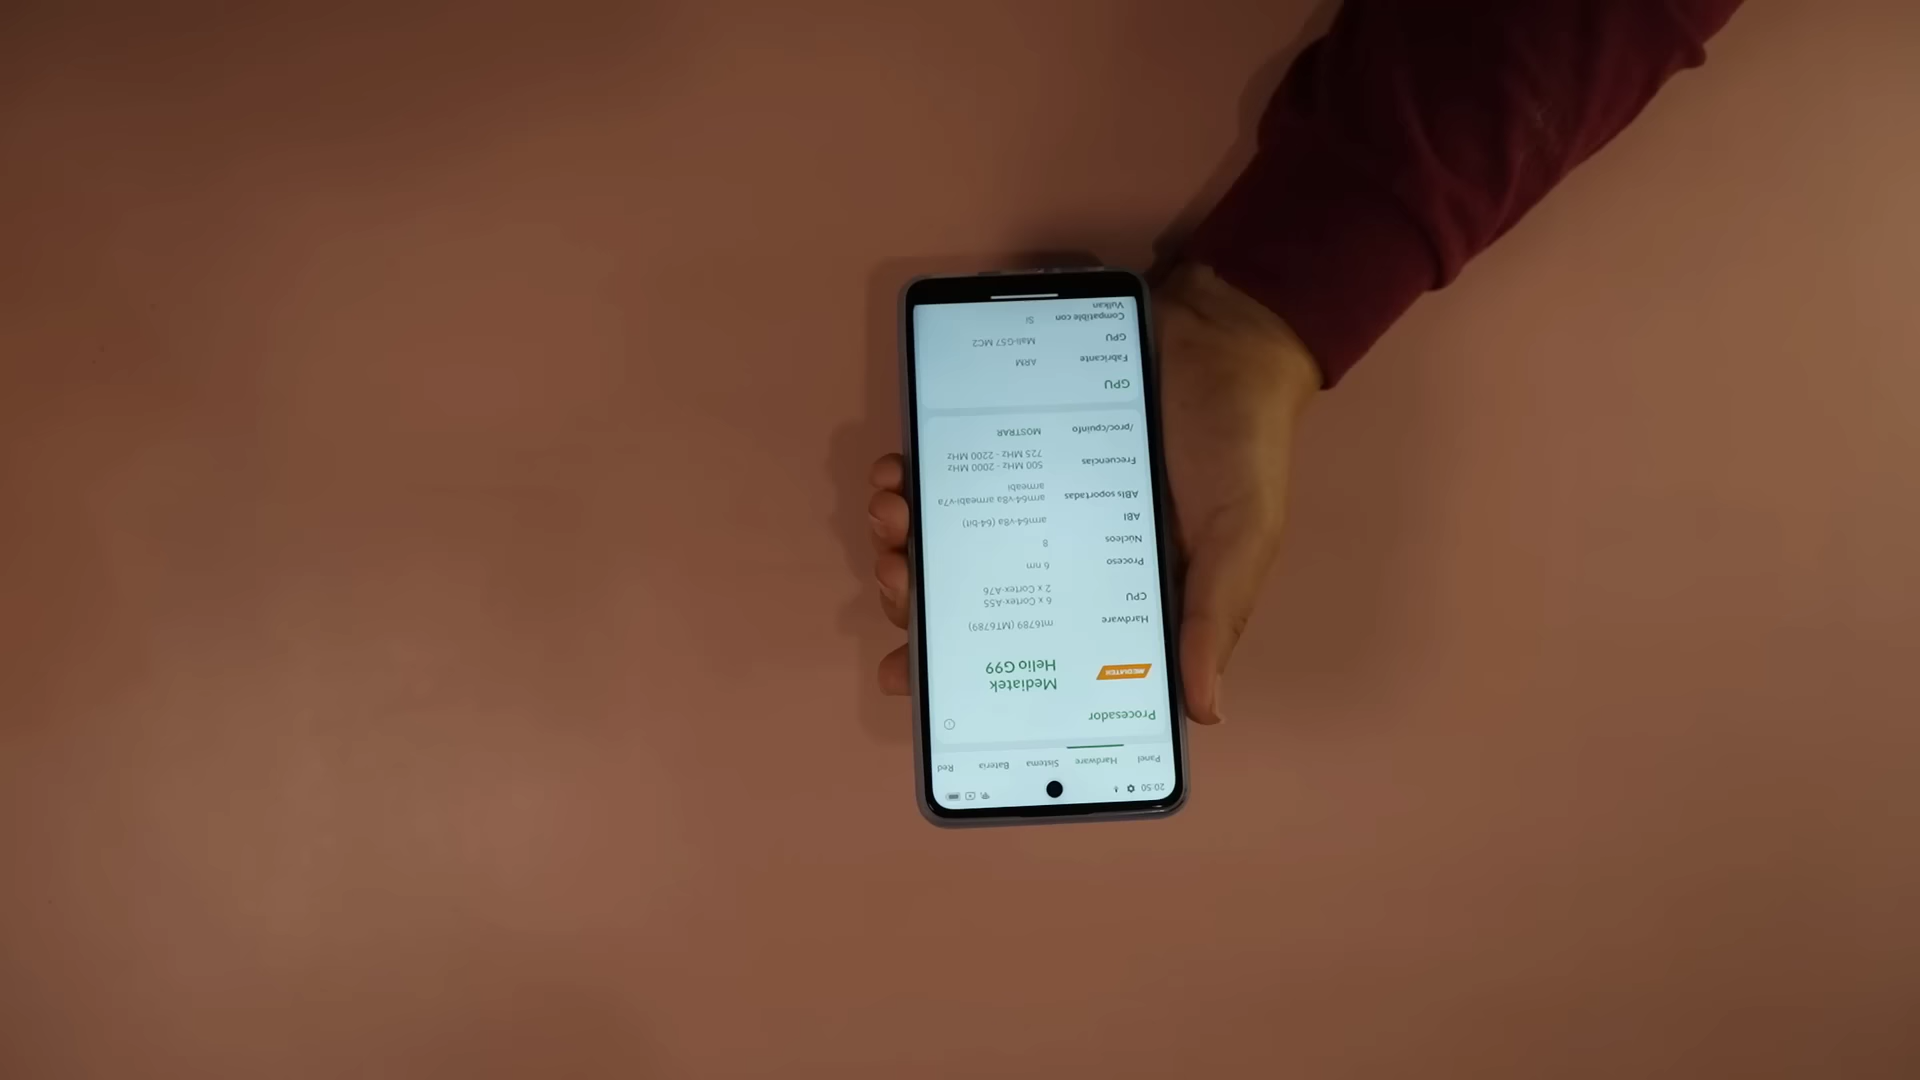 20:50
Panel Hardware Sistema Batería Red
Procesador
MEDIATEK Mediatek
Helio G99
Hardware mt6789 (MT6789)
CPU 6 x Cortex-A55
2 x Cortex-A76
Proceso 6 nm
Núcleos 8
ABI arm64-v8a (64-bit)
ABIs soportadas arm64-v8a armeabi-v7a
armeabi
Frecuencias 500 MHz - 2000 MHz
725 MHz - 2200 MHz
/proc/cpuinfo MOSTRAR
GPU
Fabricante ARM
GPU Mali-G57 MC2
Compatible con Sí
Vulkan